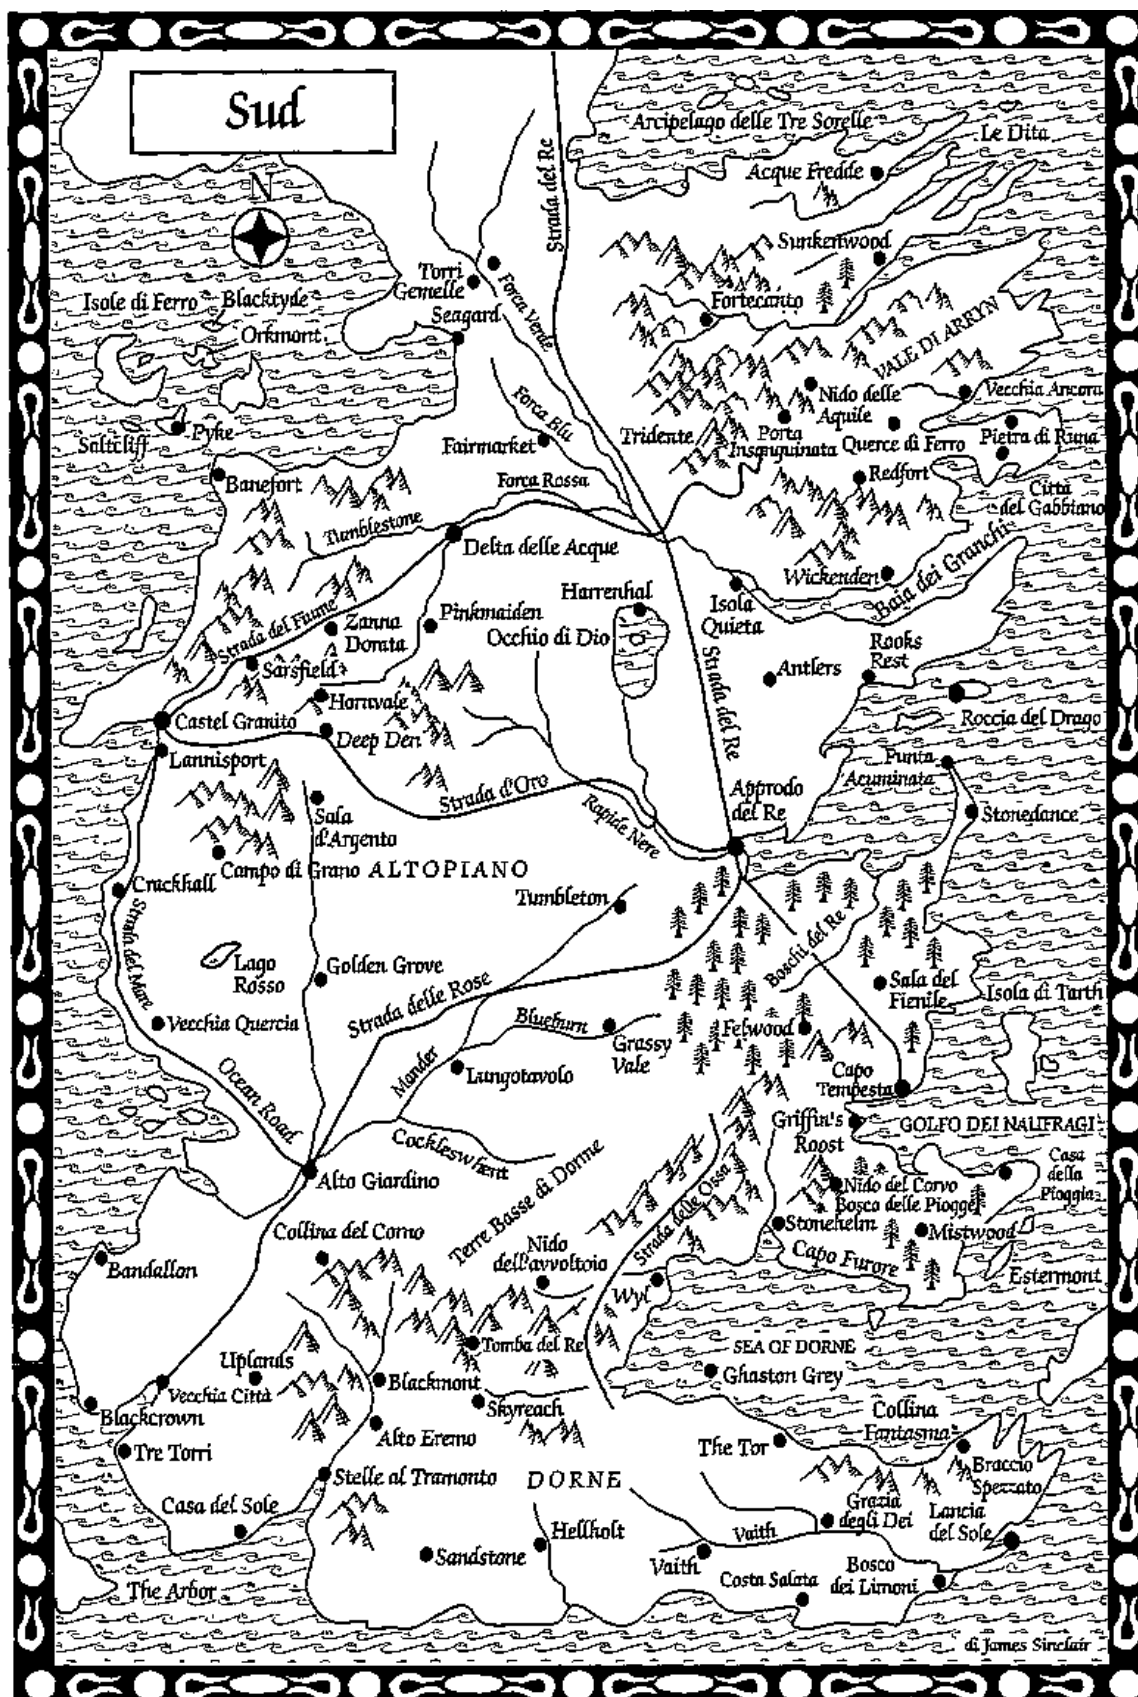 Sud
N
Strada del Re
Arcipelago delle Tre Sorelle
Le Dita
Acque Fredde
Sunkenwood
Torri
Gemelle
Forca Verde
Fortecanto
Isole di Ferro
Blacktyde
Orkmont
Seagard
VALE DI ARRYN
Nido delle
Aquile
Vecchia Ancora
Forca Blu
Saltcliff
Pyke
Fairmarket
Tridente
Porta
Insanguinata
Querce di Ferro
Pietra di Runa
Banefort
Forca Rossa
Redfort
Città
del Gabbiano
Tumblestone
Delta delle Acque
Wickenden
Baia dei Granchi
Harrenhal
Isola
Quieta
Strada del Fiume
Zanna
Dorata
Pinkmaiden
Occhio di Dio
Rooks
Rest
Sarsfield
Strada del Re
Antlers
Hornvale
Castel Granito
Deep Den
Roccia del Drago
Lannisport
Punta
Acuminata
Strada d'Oro
Approdo
del Re
Sala
d'Argento
Rapide Nere
Stonedance
Campo di Grano
ALTOPIANO
Crackhall
Tumbleton
Strada del Mare
Boschi del Re
Lago
Rosso
Golden Grove
Strada delle Rose
Sala del
Fienile
Isola di Tarth
Vecchia Quercia
Blueburn
Grassy
Vale
Felwood
Ocean Road
Mander
Lungotavolo
Capo
Tempesta
Griffin's
Roost
GOLFO DEI NAUFRAGI
Cockleswhent
Alto Giardino
Casa
della
Pioggia
Nido del Corvo
Bosco delle Piogge
Terre Basse di Dorne
Strada delle Ossa
Collina del Corno
Stonehelm
Mistwood
Bandallon
Nido
dell'avvoltoio
Capo Furore
Estermont
Wyl
Tomba del Re
SEA OF DORNE
Uplands
Vecchia Città
Blackmont
Ghaston Grey
Blackcrown
Skyreach
Collina
Fantasma
Alto Eremo
Tre Torri
The Tor
Braccio
Spezzato
Stelle al Tramonto
DORNE
Casa del Sole
Grazia
degli Dei
Lancia
del Sole
Hellholt
Vaith
Sandstone
Vaith
Bosco
dei Limoni
Costa Salata
The Arbor
di James Sinclair